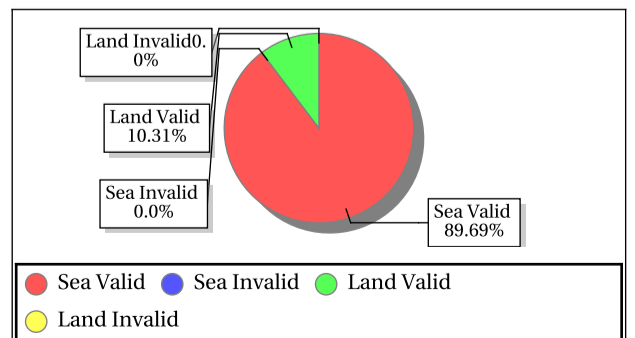 Land Invalid0.
0%
Land Valid
10.31%
Sea Invalid
0.0%
Sea Valid
89.69%
Sea Valid Sea Invalid Land Valid
Land Invalid